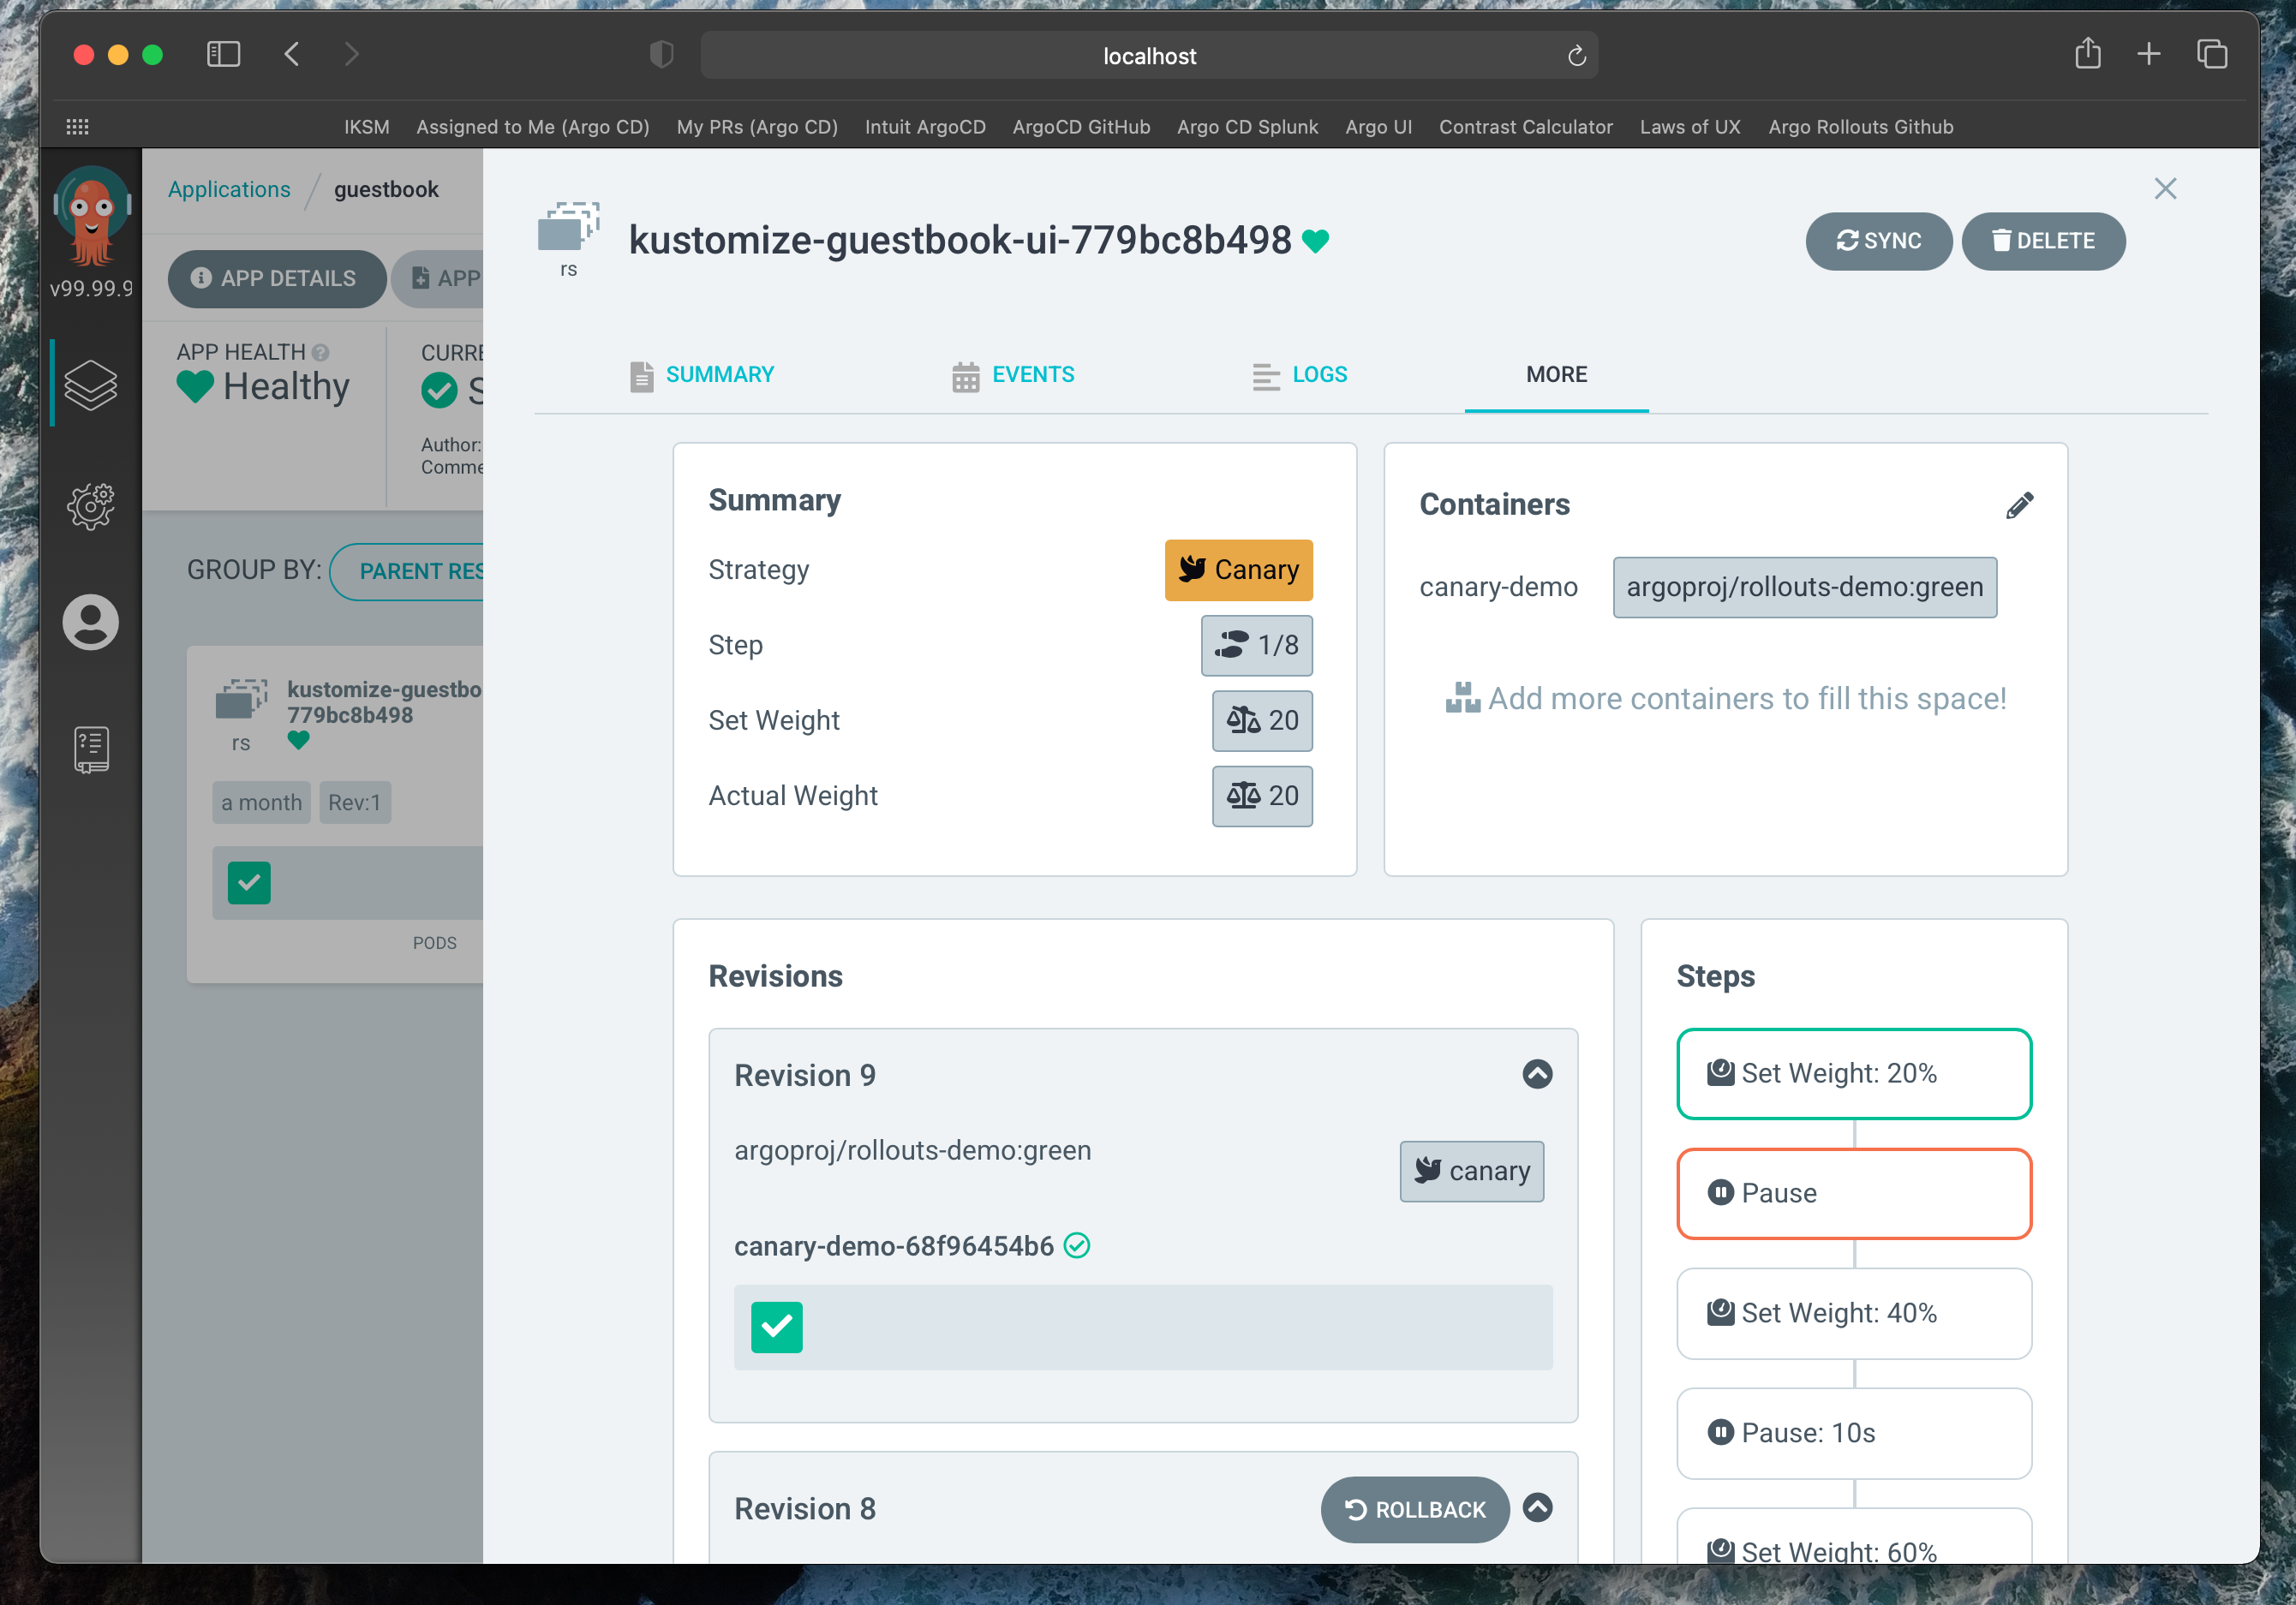 localhost
IKSM Assigned to Me (Argo CD) My PRs (Argo CD) Intuit ArgoCD ArgoCD GitHub Argo CD Splunk Argo UI Contrast Calculator Laws of UX Argo Rollouts Github
v99.99.9
Applications / guestbook
APP DETAILS APP
APP HEALTH
Healthy
CURRE
S
Author:
Comme
GROUP BY: PARENT RES
kustomize-guestbo
779bc8b498
rs
a month Rev:1
PODS
rs
kustomize-guestbook-ui-779bc8b498
SYNC DELETE
SUMMARY EVENTS LOGS MORE
Summary
Strategy Canary
Step 1/8
Set Weight 20
Actual Weight 20
Containers
canary-demo argoproj/rollouts-demo:green
Add more containers to fill this space!
Revisions
Revision 9
argoproj/rollouts-demo:green
canary
canary-demo-68f96454b6
Revision 8 ROLLBACK
Steps
Set Weight: 20%
Pause
Set Weight: 40%
Pause: 10s
Set Weight: 60%